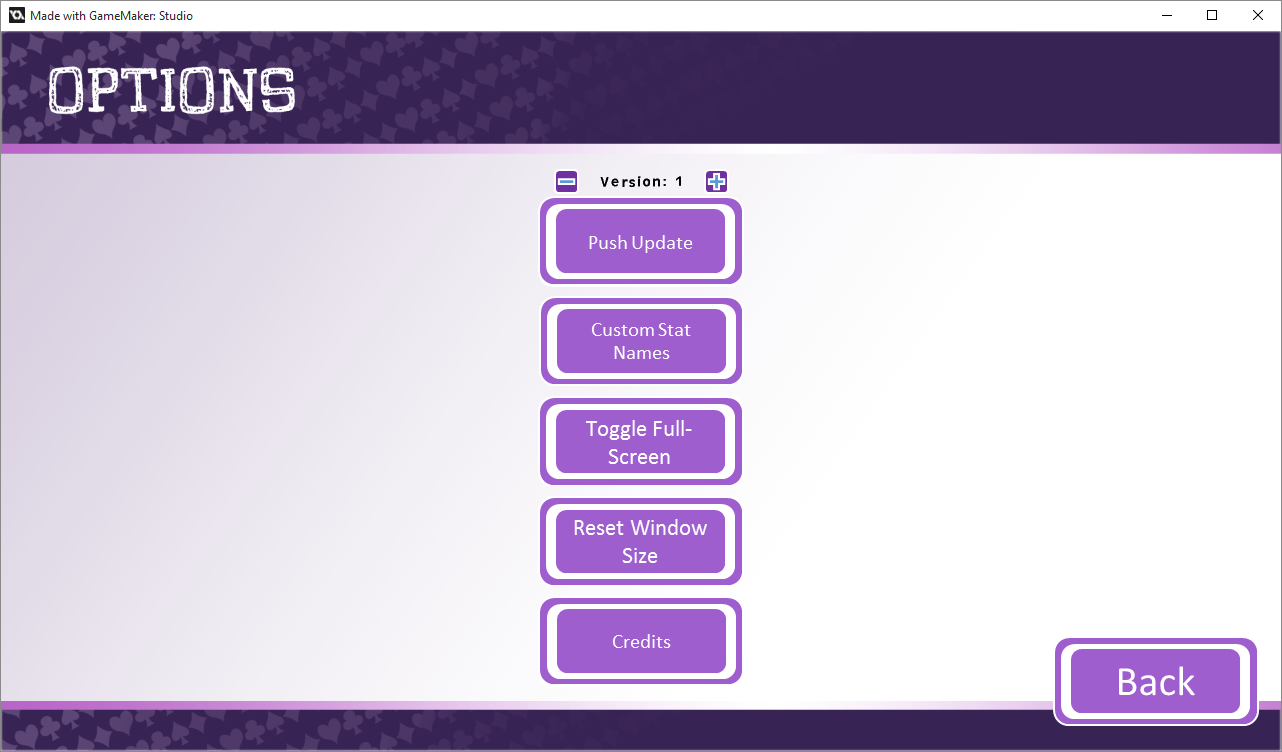 Made with GameMaker: Studio
OPTIONS
Version: 1
Push Update
Custom Stat
Names
Toggle Full-
Screen
Reset Window
Size
Credits
Back